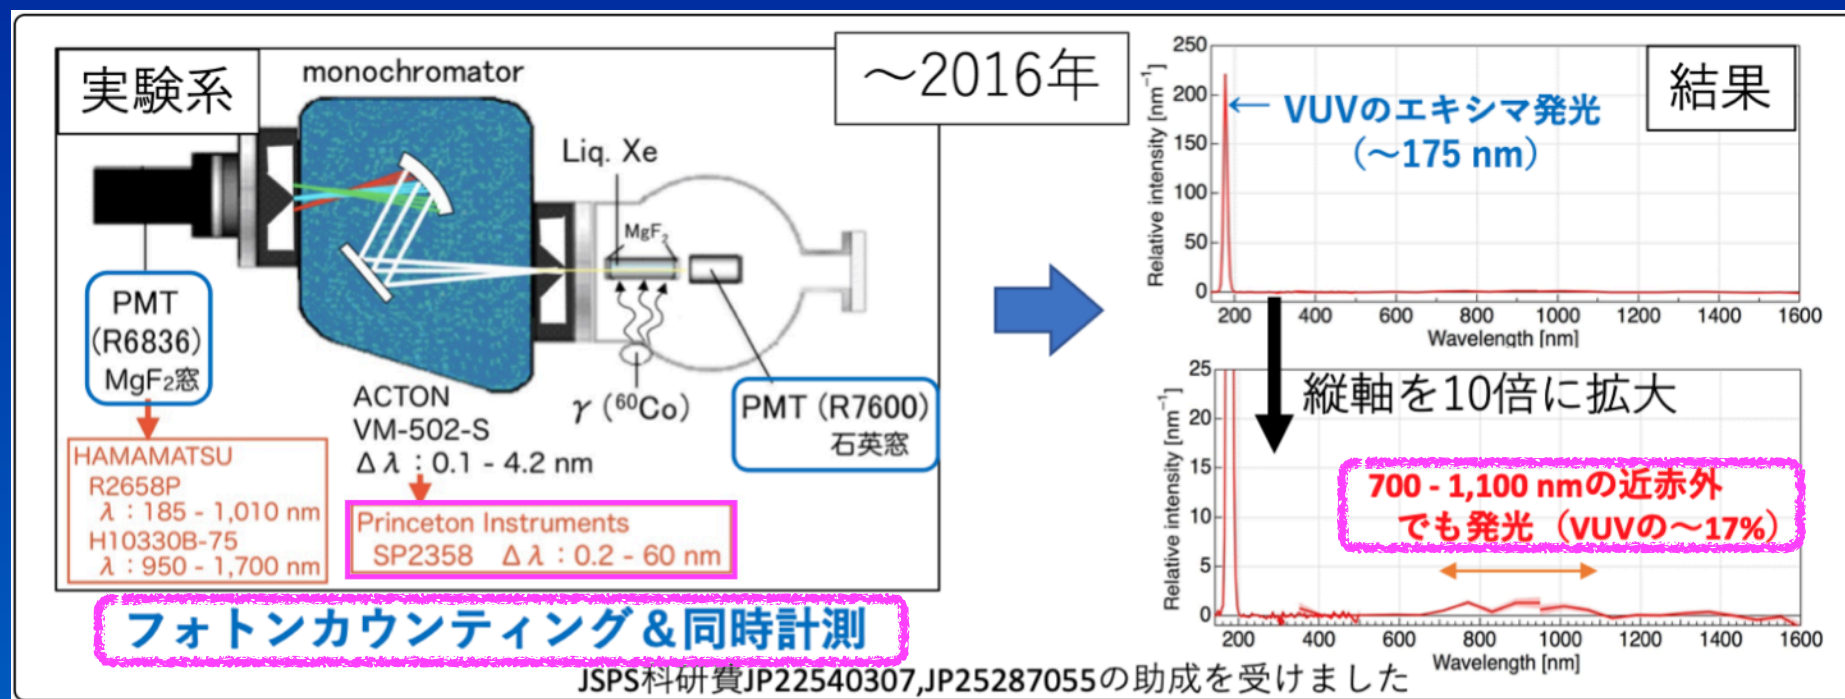 実験系
monochromator
～2016年
Liq. Xe
MgF₂
PMT
(R6836)
MgF₂窓
HAMAMATSU
R2658P
λ：185 - 1,010 nm
H10330B-75
λ：950 - 1,700 nm
ACTON
VM-502-S
Δλ：0.1 - 4.2 nm
Princeton Instruments
SP2358 Δλ：0.2 - 60 nm
γ (⁶⁰Co)
PMT (R7600)
石英窓
フォトンカウンティング＆同時計測
結果
Relative intensity [nm⁻¹]
250
200
150
100
50
0
← VUVのエキシマ発光
（～175 nm）
200 400 600 800 1000 1200 1400 1600
Wavelength [nm]
縦軸を10倍に拡大
Relative intensity [nm⁻¹]
25
20
15
10
5
0
700 - 1,100 nmの近赤外
でも発光（VUVの～17%）
200 400 600 800 1000 1200 1400 1600
Wavelength [nm]
JSPS科研費JP22540307,JP25287055の助成を受けました